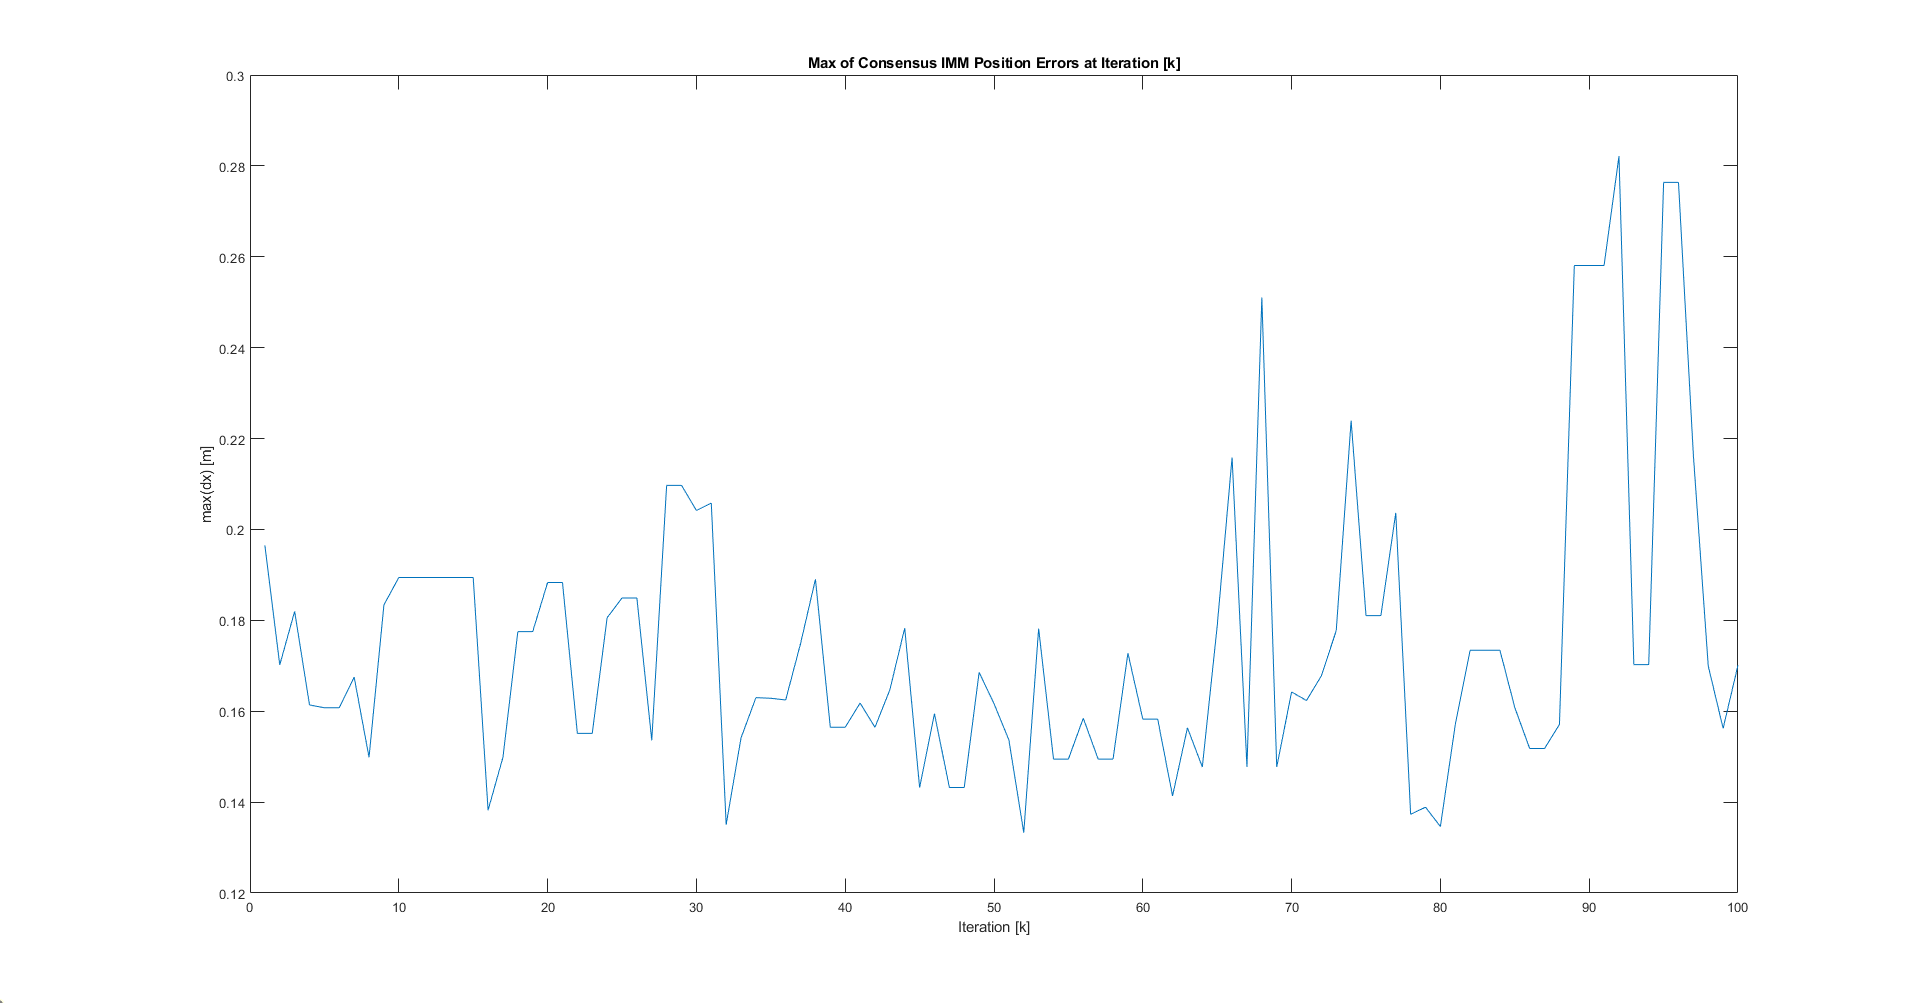 Max of Consensus IMM Position Errors at Iteration [k]
0.3
0.28
0.26
0.24
0.22
0.2
0.18
0.16
0.14
0.12
max(dx) [m]
0 10 20 30 40 50 60 70 80 90 100
Iteration [k]